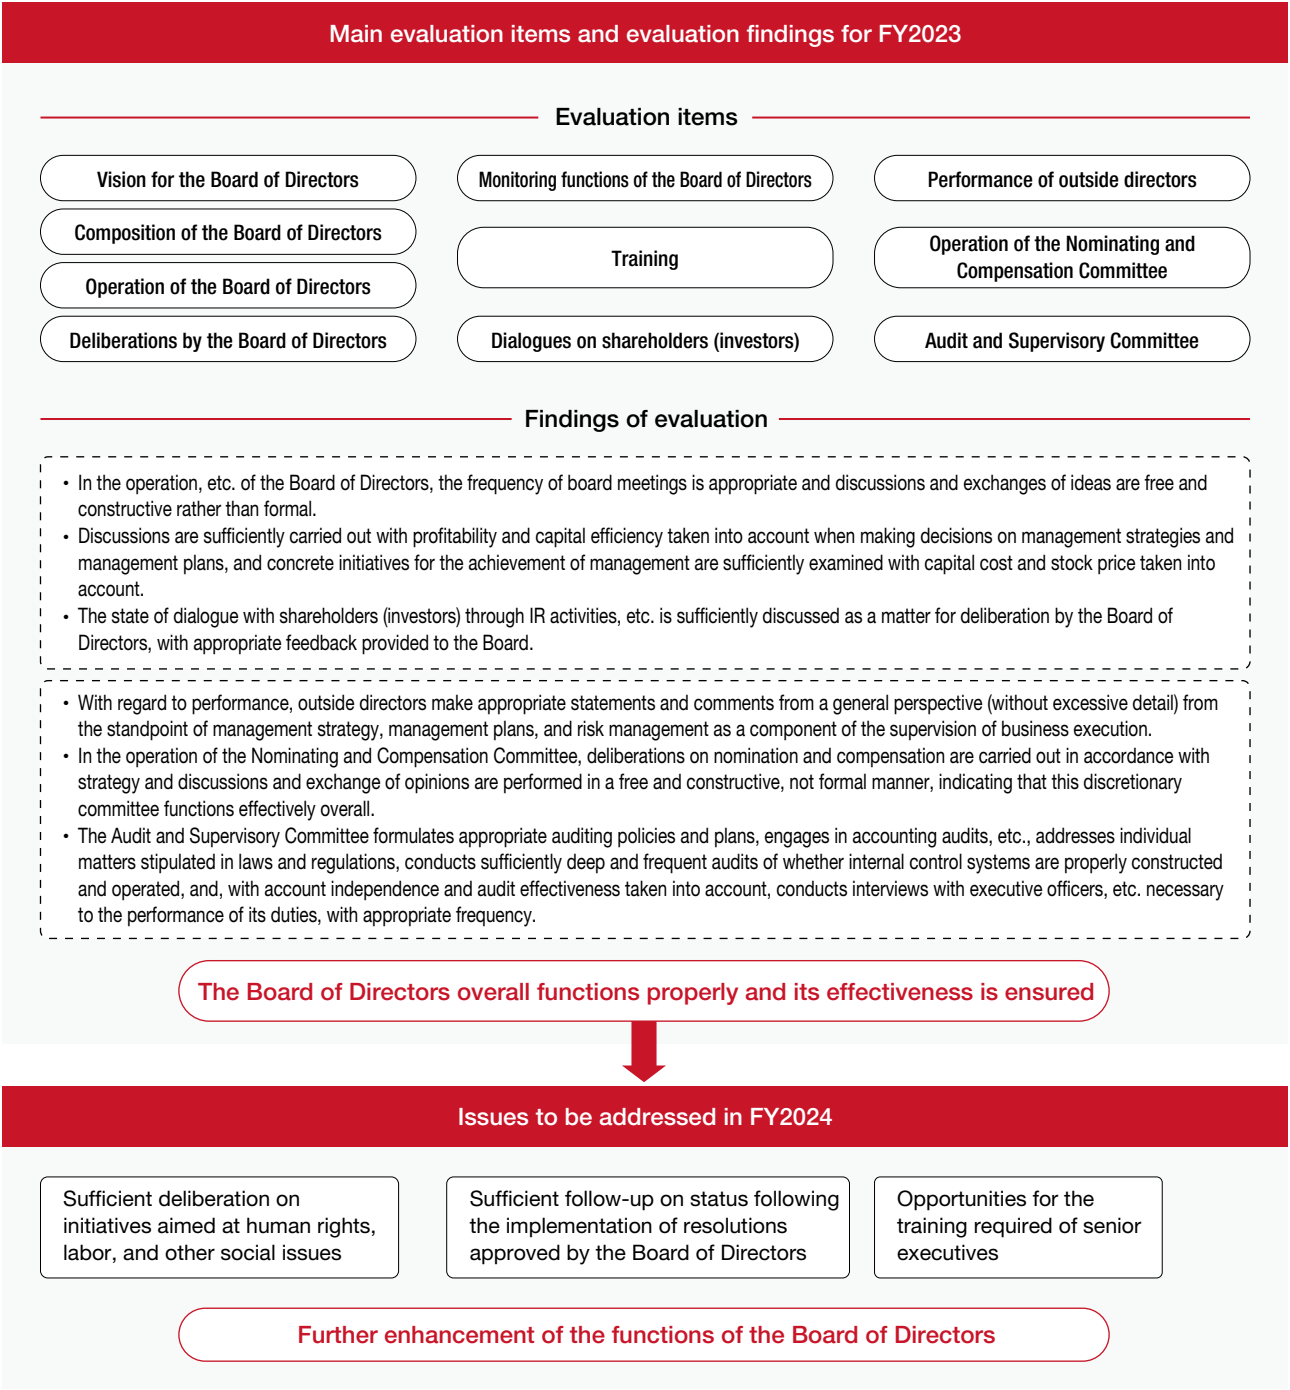 Main evaluation items and evaluation findings for FY2023
Evaluation items
Vision for the Board of Directors
Composition of the Board of Directors
Operation of the Board of Directors
Deliberations by the Board of Directors
Monitoring functions of the Board of Directors
Training
Dialogues on shareholders (investors)
Performance of outside directors
Operation of the Nominating and
Compensation Committee
Audit and Supervisory Committee
Findings of evaluation
• In the operation, etc. of the Board of Directors, the frequency of board meetings is appropriate and discussions and exchanges of ideas are free and
constructive rather than formal.
• Discussions are sufficiently carried out with profitability and capital efficiency taken into account when making decisions on management strategies and
management plans, and concrete initiatives for the achievement of management are sufficiently examined with capital cost and stock price taken into
account.
• The state of dialogue with shareholders (investors) through IR activities, etc. is sufficiently discussed as a matter for deliberation by the Board of
Directors, with appropriate feedback provided to the Board.
• With regard to performance, outside directors make appropriate statements and comments from a general perspective (without excessive detail) from
the standpoint of management strategy, management plans, and risk management as a component of the supervision of business execution.
• In the operation of the Nominating and Compensation Committee, deliberations on nomination and compensation are carried out in accordance with
strategy and discussions and exchange of opinions are performed in a free and constructive, not formal manner, indicating that this discretionary
committee functions effectively overall.
• The Audit and Supervisory Committee formulates appropriate auditing policies and plans, engages in accounting audits, etc., addresses individual
matters stipulated in laws and regulations, conducts sufficiently deep and frequent audits of whether internal control systems are properly constructed
and operated, and, with account independence and audit effectiveness taken into account, conducts interviews with executive officers, etc. necessary
to the performance of its duties, with appropriate frequency.
The Board of Directors overall functions properly and its effectiveness is ensured
Issues to be addressed in FY2024
Sufficient deliberation on
initiatives aimed at human rights,
labor, and other social issues
Sufficient follow-up on status following
the implementation of resolutions
approved by the Board of Directors
Opportunities for the
training required of senior
executives
Further enhancement of the functions of the Board of Directors